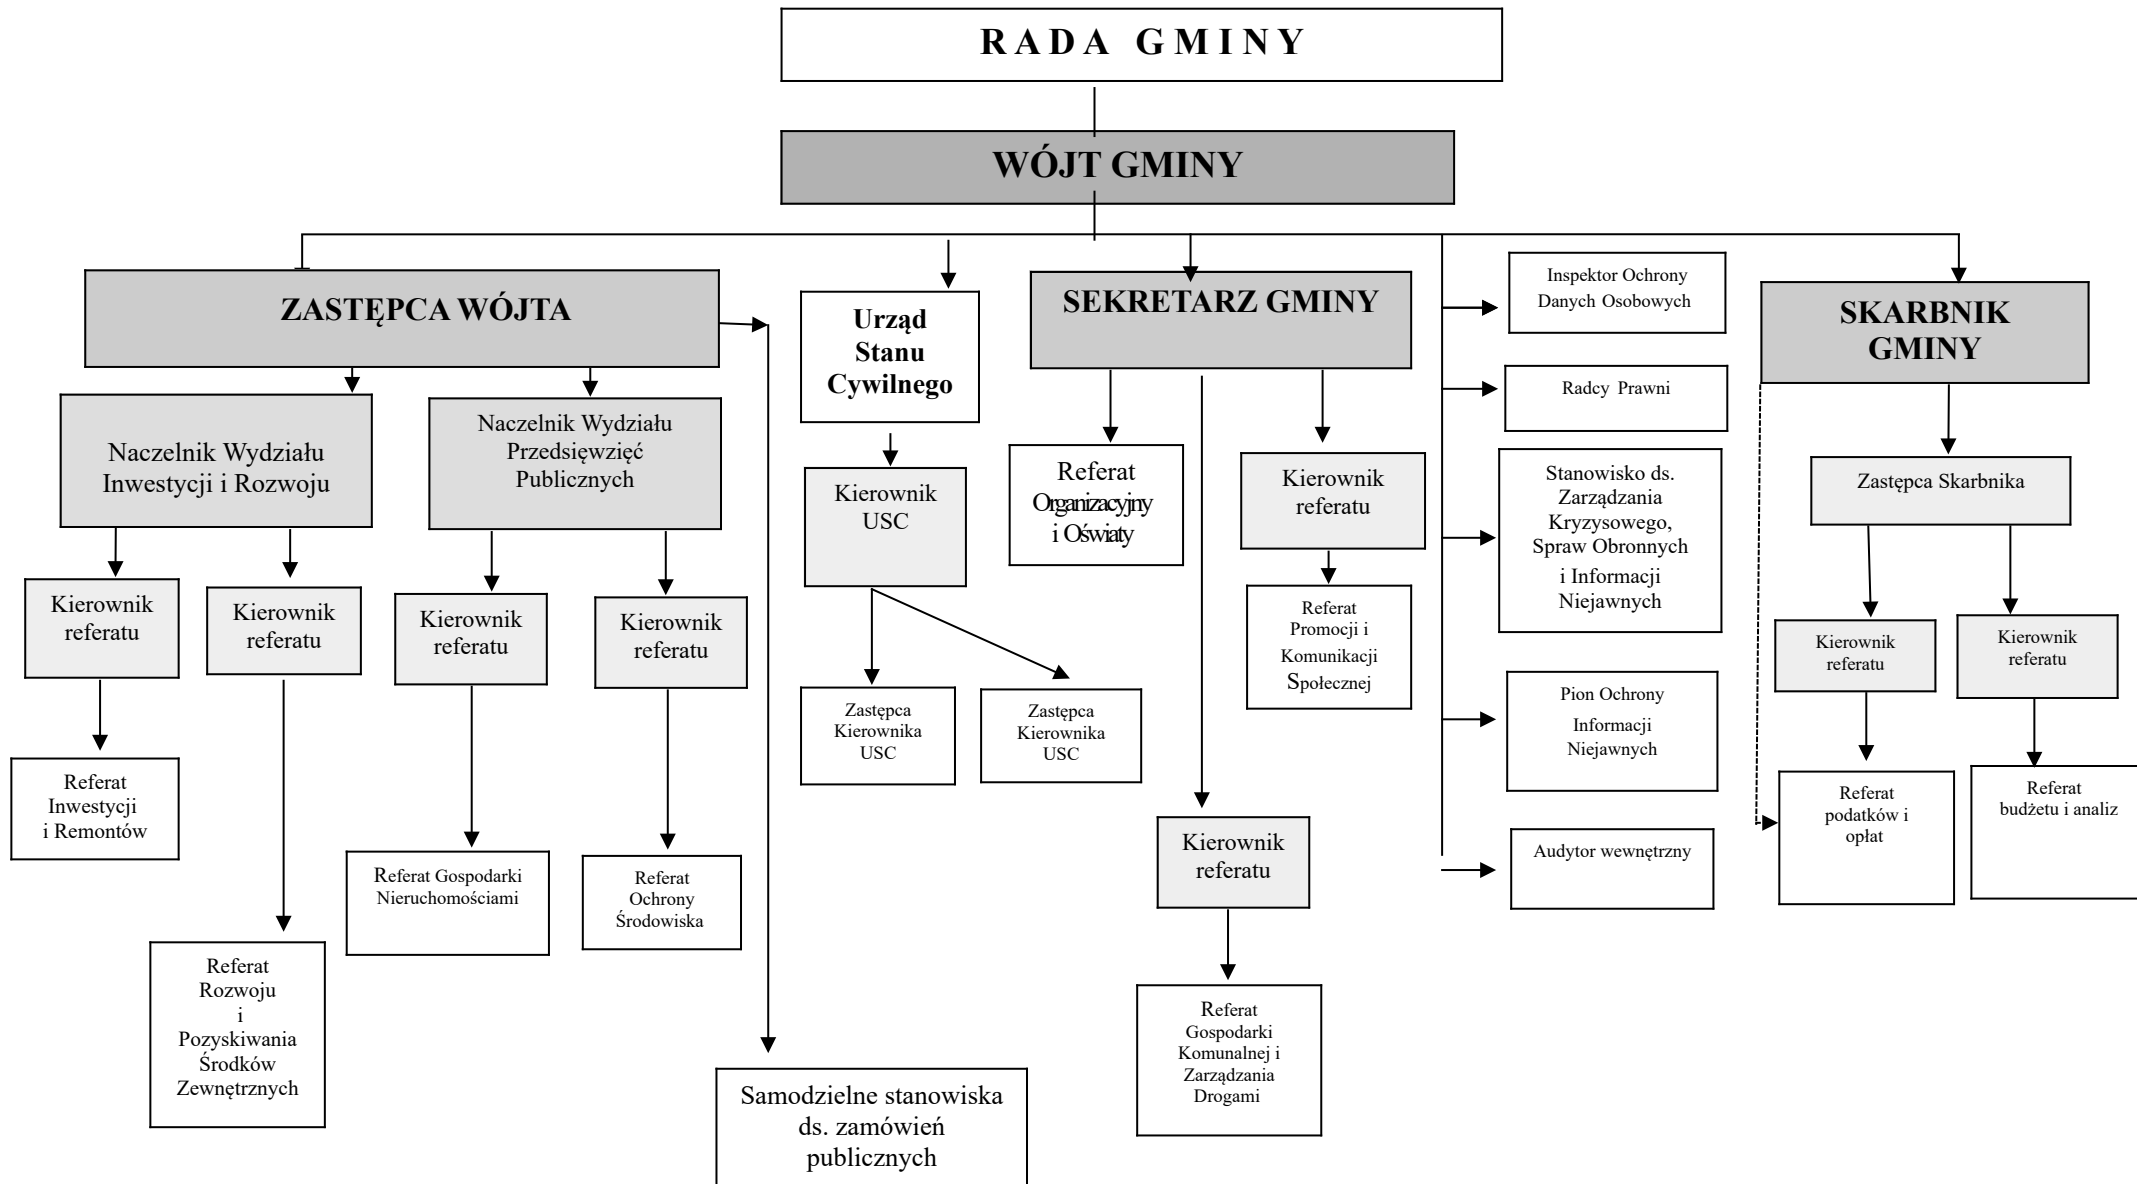 RADA GMINY
WÓJT GMINY
ZASTĘPCA WÓJTA
Urząd
Stanu
Cywilnego
SEKRETARZ GMINY
Inspektor Ochrony
Danych Osobowych
SKARBNIK
GMINY
Radcy Prawni
Naczelnik Wydziału
Inwestycji i Rozwoju
Naczelnik Wydziału
Przedsięwzięć
Publicznych
Kierownik
USC
Referat
Organizacyjny
i Oświaty
Kierownik
referatu
Stanowisko ds.
Zarządzania
Kryzysowego,
Spraw Obronnych
i Informacji
Niejawnych
Zastępca Skarbnika
Kierownik
referatu
Kierownik
referatu
Kierownik
referatu
Kierownik
referatu
Referat
Promocji i
Komunikacji
Społecznej
Kierownik
referatu
Kierownik
referatu
Zastępca
Kierownika
USC
Zastępca
Kierownika
USC
Pion Ochrony
Informacji
Niejawnych
Referat
Inwestycji
i Remontów
Referat
podatków i
opłat
Referat
budżetu i analiz
Kierownik
referatu
Audytor wewnętrzny
Referat Gospodarki
Nieruchomościami
Referat
Ochrony
Środowiska
Referat
Rozwoju
i
Pozyskiwania
Środków
Zewnętrznych
Referat
Gospodarki
Komunalnej i
Zarządzania
Drogami
Samodzielne stanowiska
ds. zamówień
publicznych